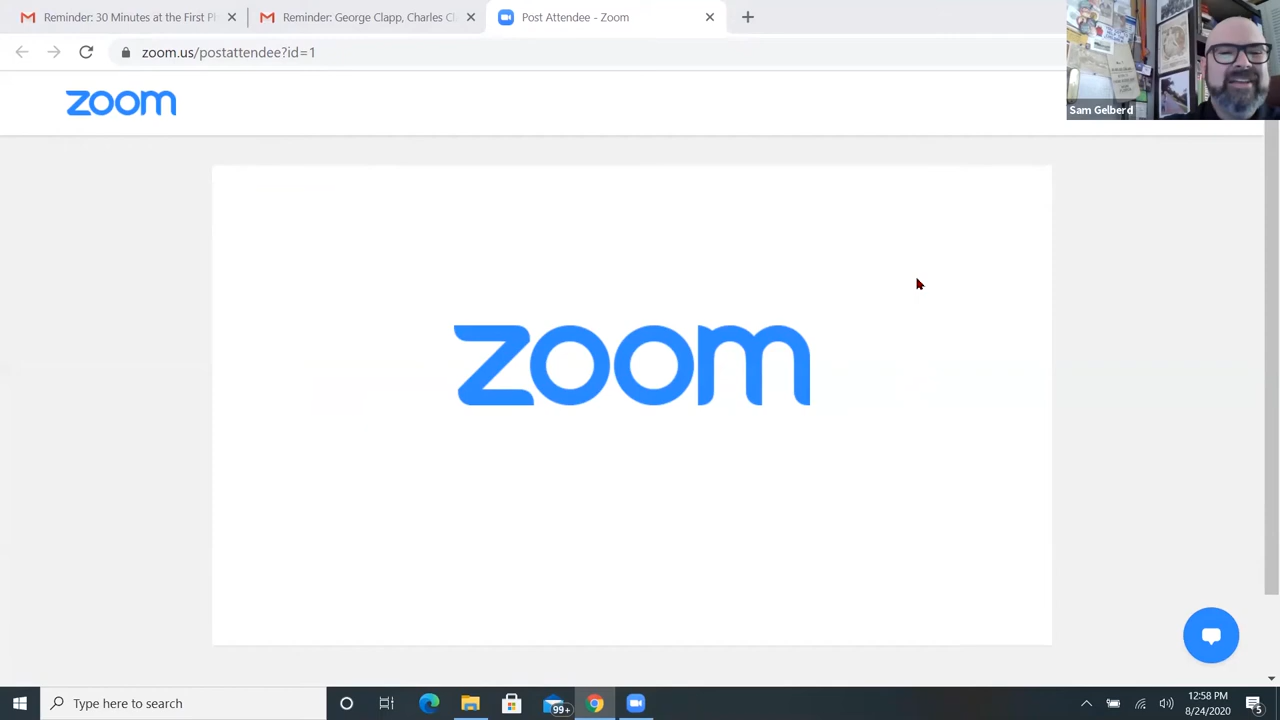 Reminder: 30 Minutes at the First P
Reminder: George Clapp, Charles Cl
Post Attendee - Zoom
zoom.us/postattendee?id=1
zoom
Sam Gelberd
zoom
Type here to search
99+
12:58 PM
8/24/2020
5